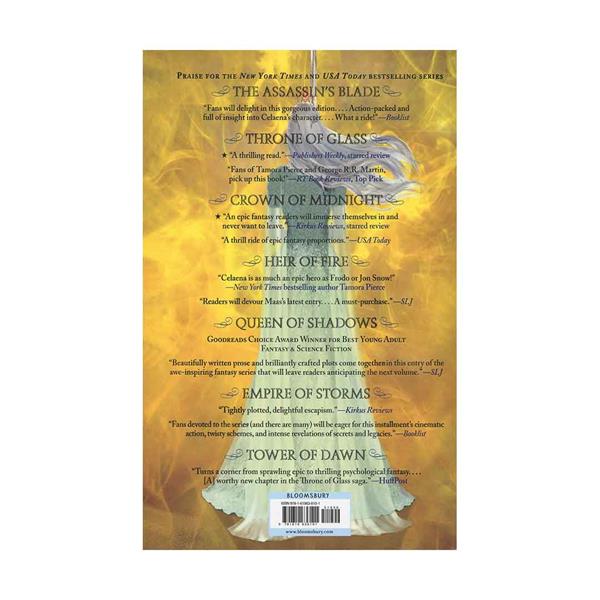 PRAISE FOR THE NEW YORK TIMES AND USA TODAY BESTSELLING SERIES
THE ASSASSIN'S BLADE
"Fans will delight in this gorgeous edition. . . . Action-packed and
full of insight into Celaena's character. . . . What a ride!"—Booklist
THRONE OF GLASS
★ "A thrilling read."—Publishers Weekly, starred review
"Fans of Tamora Pierce and George R.R. Martin,
pick up this book!"—RT Book Reviews, Top Pick
CROWN OF MIDNIGHT
★ "An epic fantasy readers will immerse themselves in and
never want to leave."—Kirkus Reviews, starred review
"A thrill ride of epic fantasy proportions."—USA Today
HEIR OF FIRE
"Celaena is as much an epic hero as Frodo or Jon Snow!"
—New York Times bestselling author Tamora Pierce
"Readers will devour Maas's latest entry. . . . A must-purchase."—SLJ
QUEEN OF SHADOWS
GOODREADS CHOICE AWARD WINNER FOR BEST YOUNG ADULT
FANTASY & SCIENCE FICTION
"Beautifully written prose and brilliantly crafted plots come together in this entry of the
awe-inspiring fantasy series that will leave readers anticipating the next volume."—SLJ
EMPIRE OF STORMS
"Tightly plotted, delightful escapism."—Kirkus Reviews
"Fans devoted to the series (and there are many) will be eager for this installment's cinematic
action, twisty schemes, and intense revelations of secrets and legacies."—Booklist
TOWER OF DAWN
"Turns a corner from sprawling epic to thrilling psychological fantasy. . . .
[A] worthy new chapter in the Throne of Glass saga."—HuffPost
BLOOMSBURY
www.bloomsbury.com